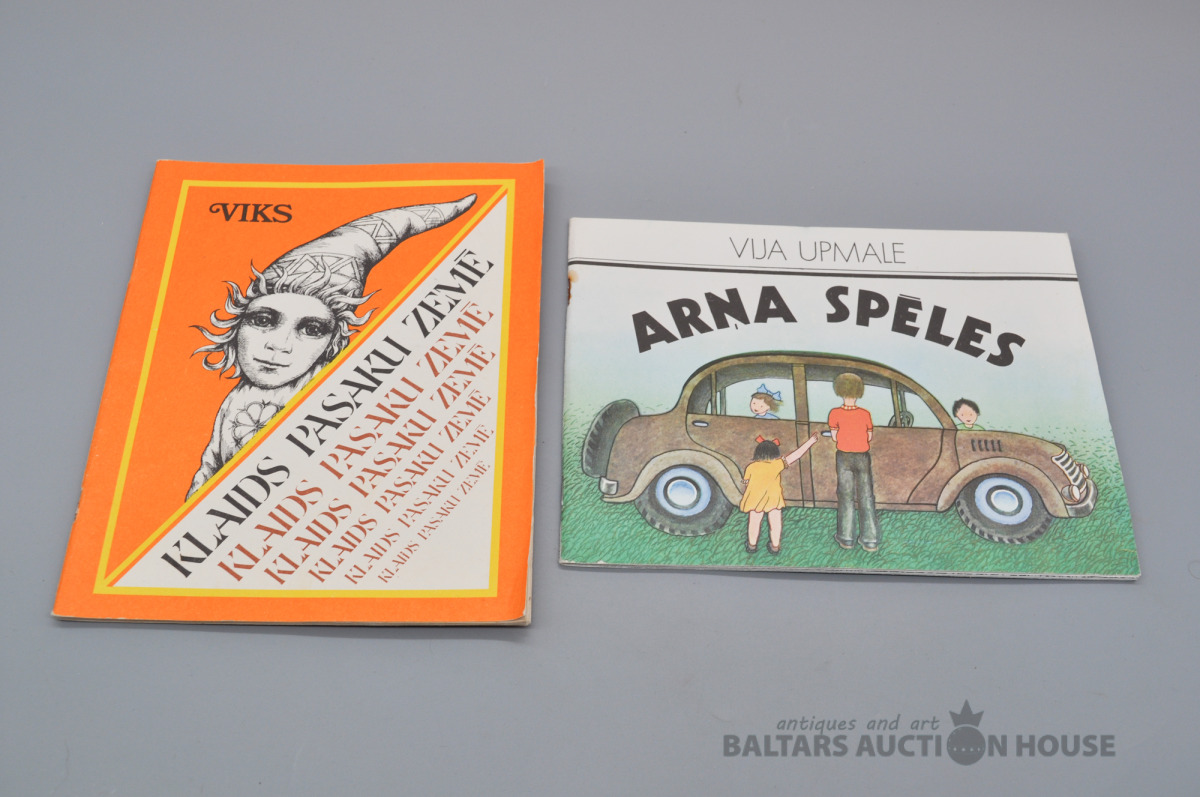 VIKS
KLAIDS PASAKU ZEMĒ
KLAIDS PASAKU ZEMĒ
KLAIDS PASAKU ZEMĒ
KLAIDS PASAKU ZEMĒ
KLAIDS PASAKU ZEMĒ
KLAIDS PASAKU ZEMĒ
VIJA UPMALE
ARŅA SPĒLES
antiques and art
BALTARS AUCTION HOUSE